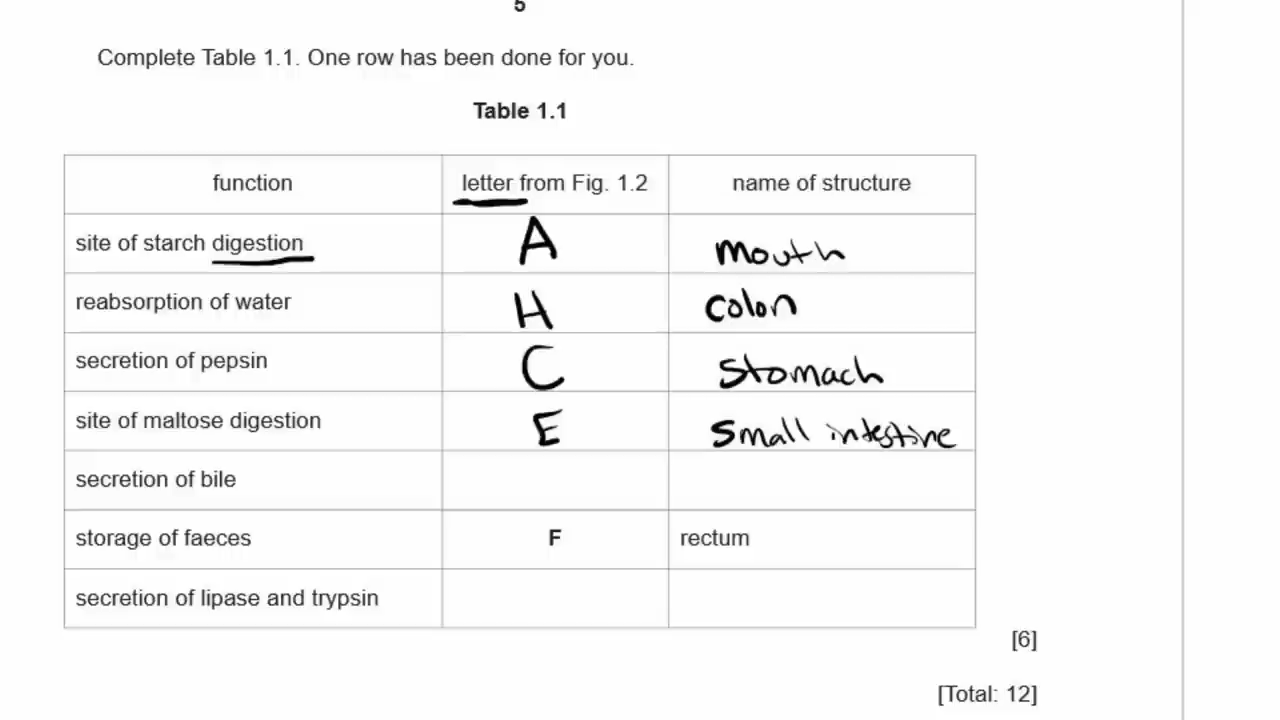 5
Complete Table 1.1. One row has been done for you.
Table 1.1
function letter from Fig. 1.2 name of structure
site of starch digestion A mouth
reabsorption of water H Colon
secretion of pepsin C Stomach
site of maltose digestion E Small intestine
secretion of bile
storage of faeces F rectum
secretion of lipase and trypsin
[6]
[Total: 12]